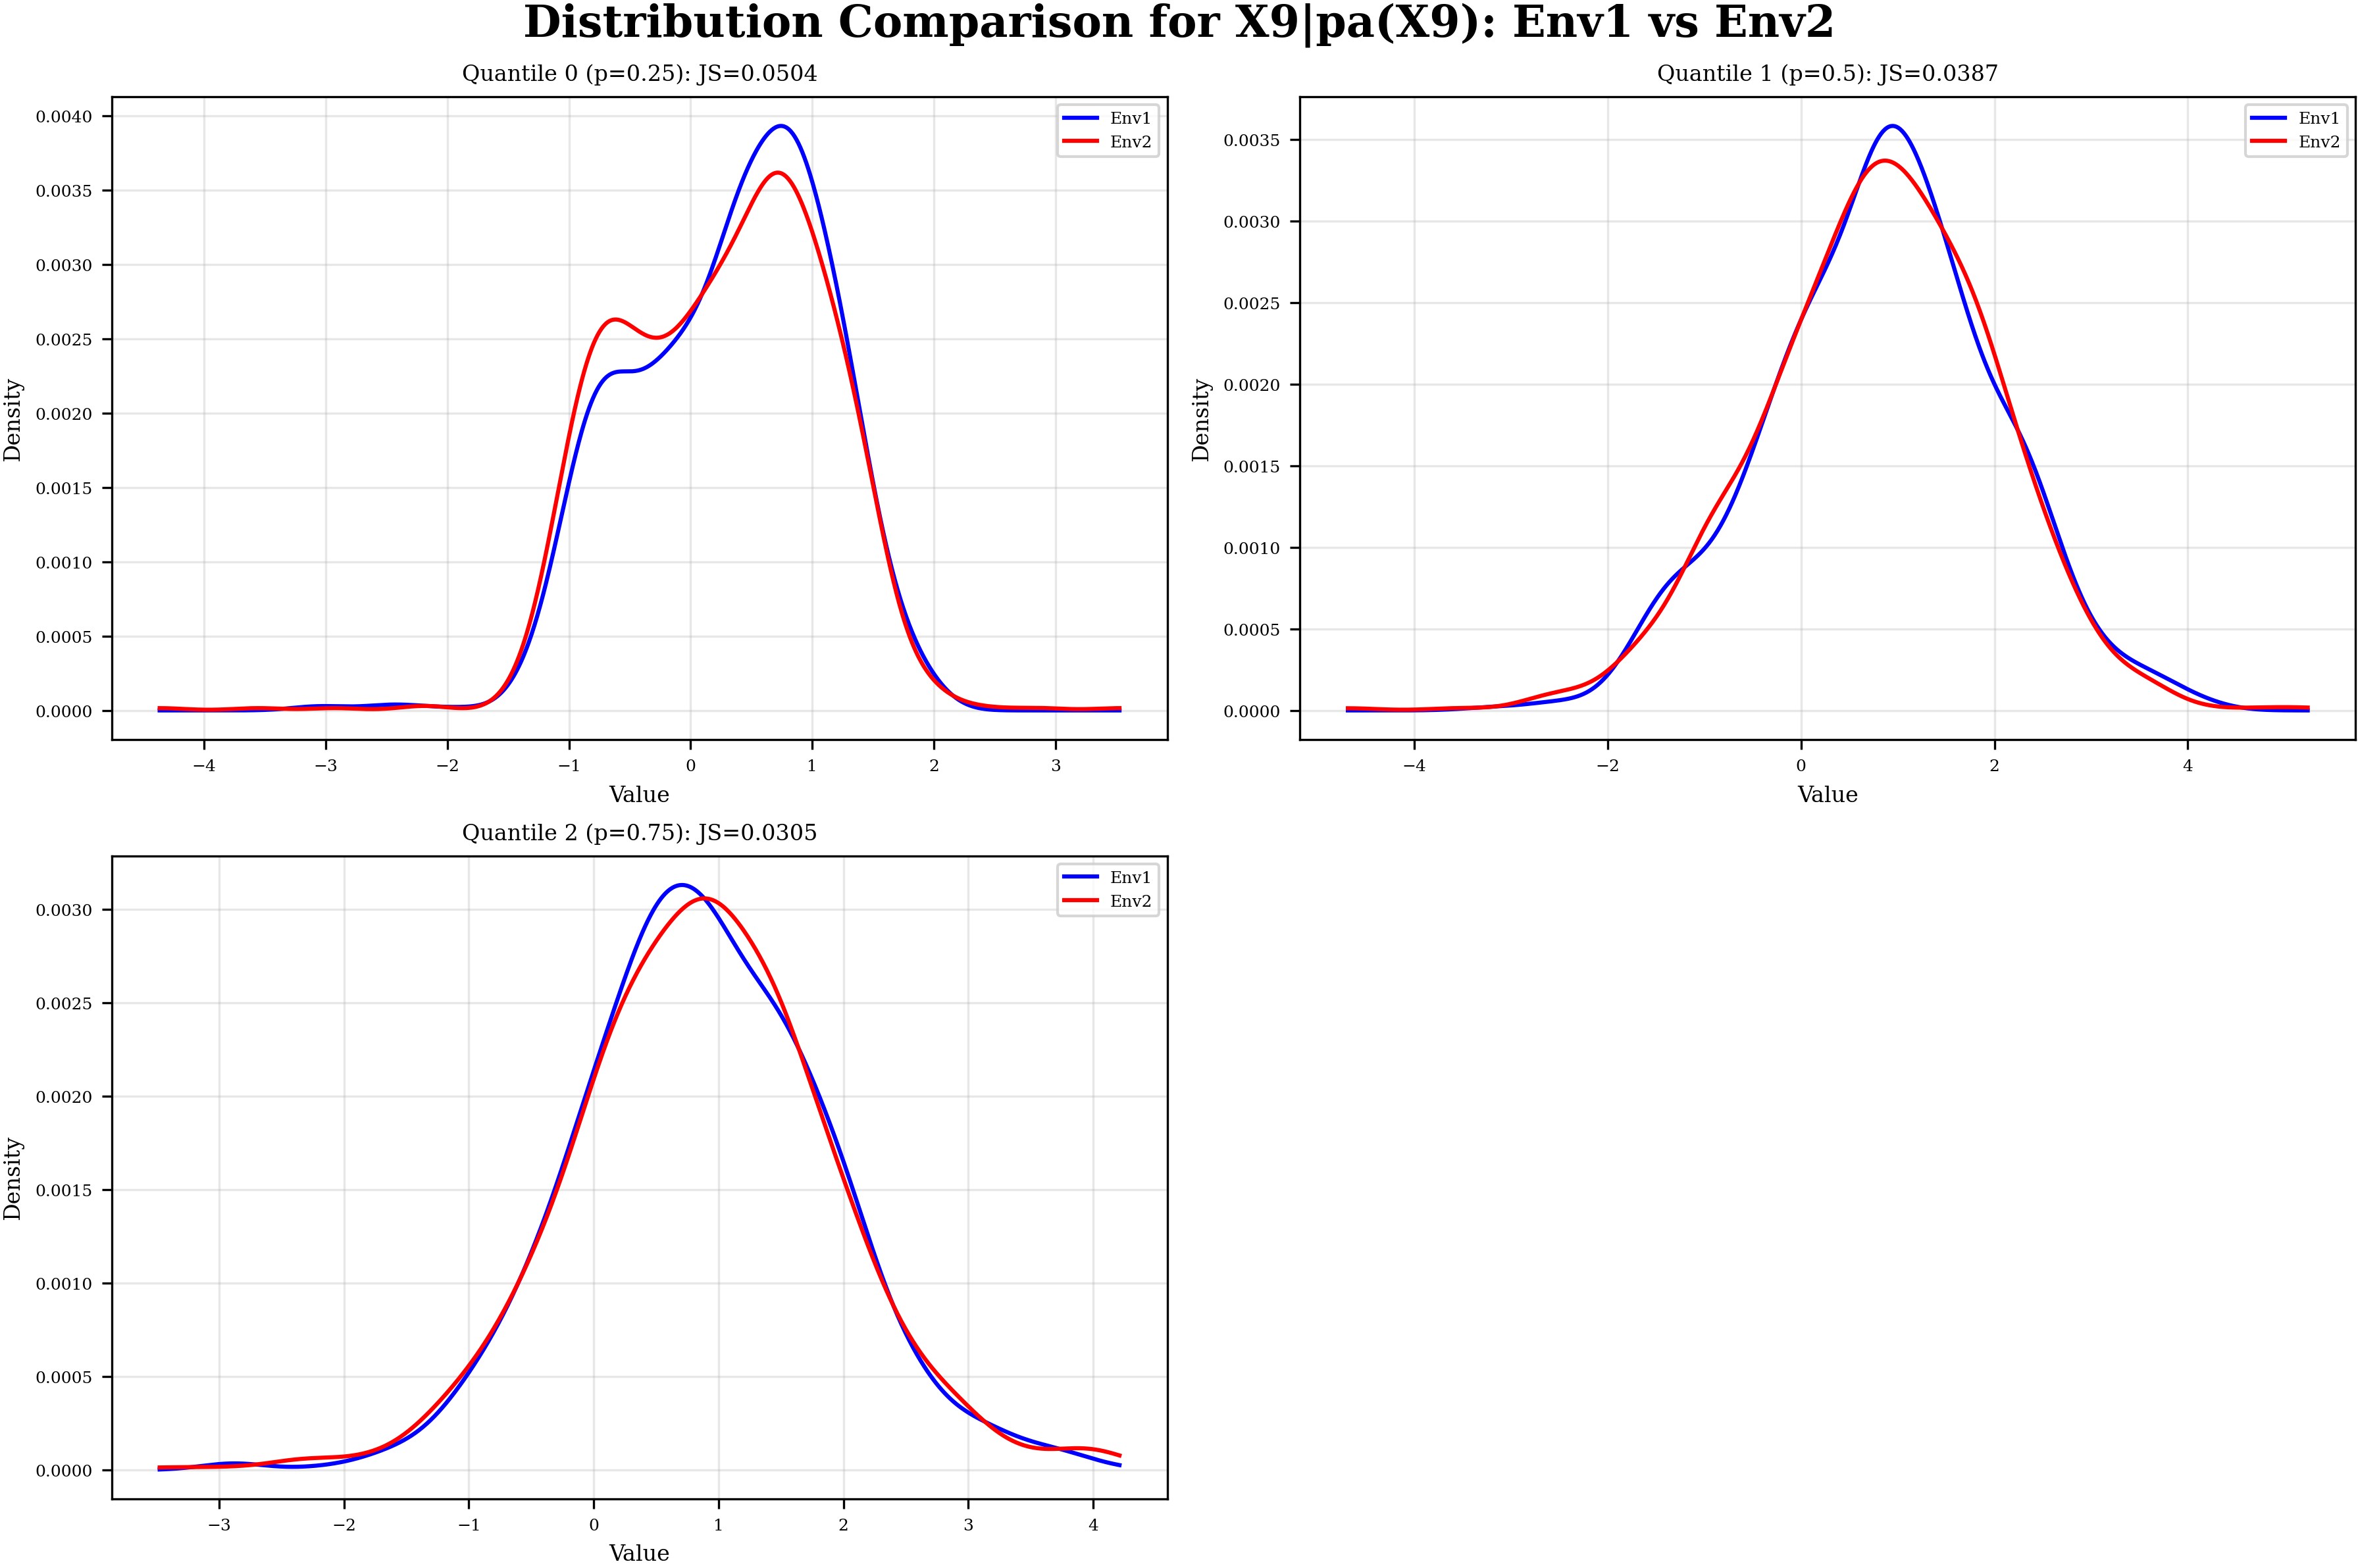 Distribution Comparison for X9|pa(X9): Env1 vs Env2
Quantile 0 (p=0.25): JS=0.0504
Env1
Env2
0.0040
0.0035
0.0030
0.0025
0.0020
0.0015
0.0010
0.0005
0.0000
Density
−4 −3 −2 −1 0 1 2 3
Value
Quantile 1 (p=0.5): JS=0.0387
Env1
Env2
0.0035
0.0030
0.0025
0.0020
0.0015
0.0010
0.0005
0.0000
Density
−4 −2 0 2 4
Value
Quantile 2 (p=0.75): JS=0.0305
Env1
Env2
0.0030
0.0025
0.0020
0.0015
0.0010
0.0005
0.0000
Density
−3 −2 −1 0 1 2 3 4
Value